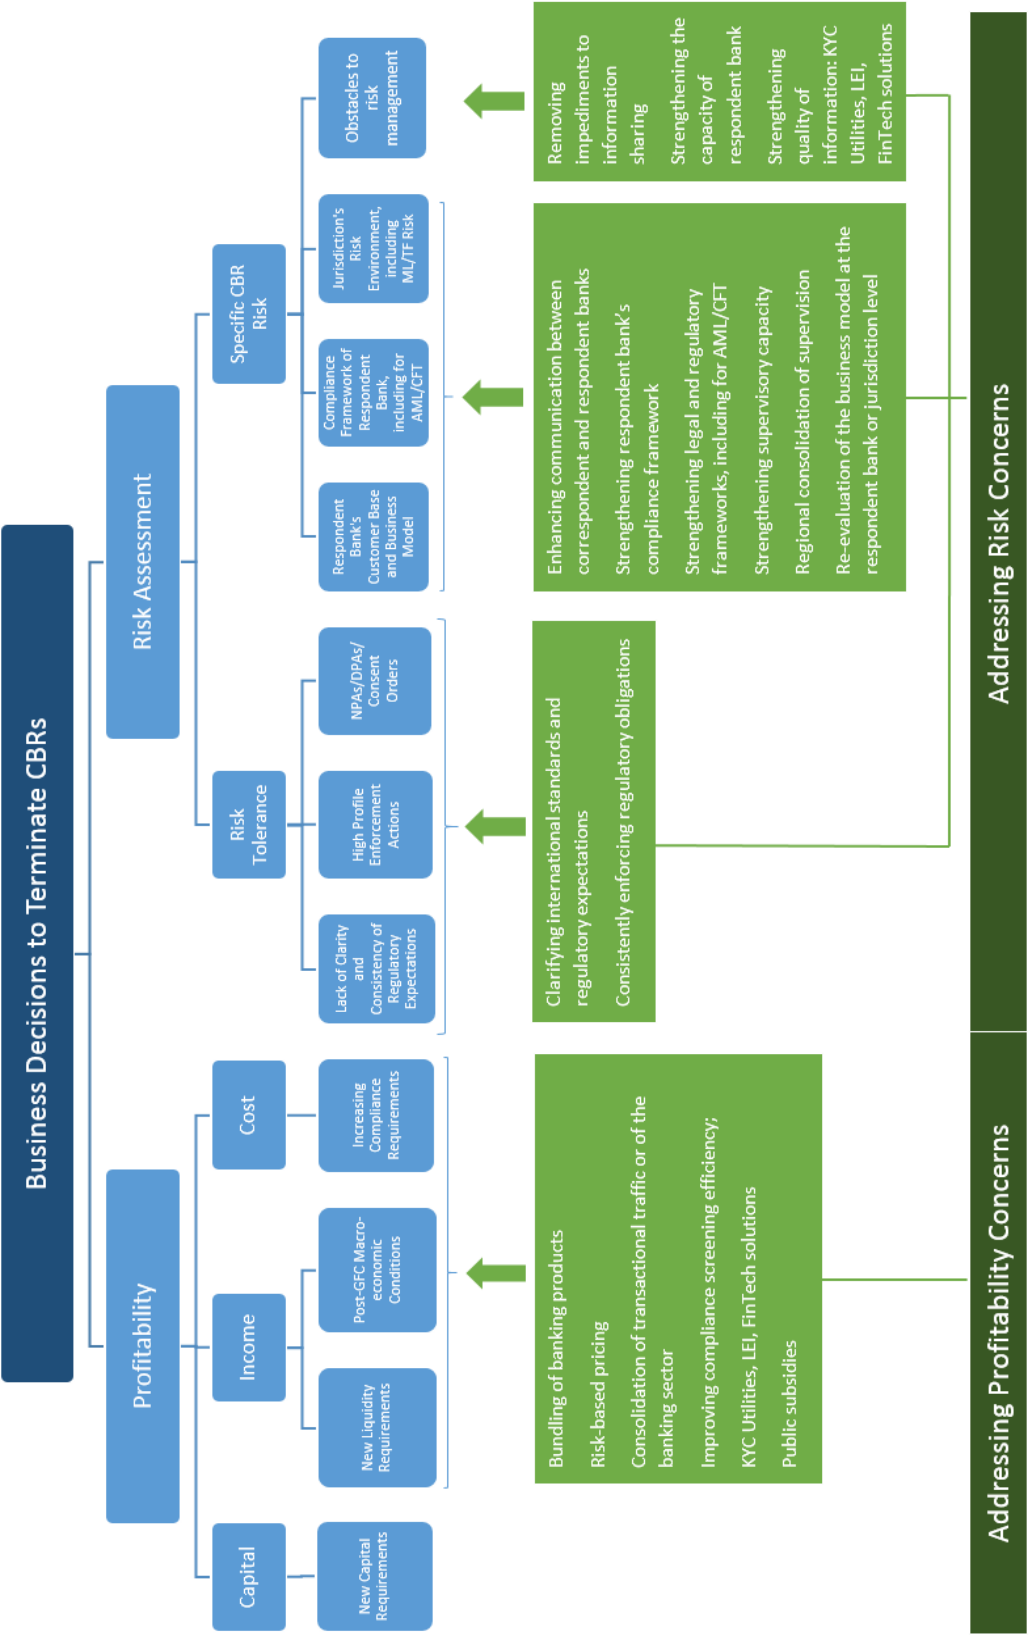 Business Decisions to Terminate CBRs
Profitability
Risk Assessment
Capital
Income
Cost
Risk
Tolerance
Specific CBR
Risk
New Capital
Requirements
New Liquidity
Requirements
Post-GFC Macro-
economic
Conditions
Increasing
Compliance
Requirements
Lack of Clarity
and
Consistency of
Regulatory
Expectations
High Profile
Enforcement
Actions
NPAs/DPAs/
Consent
Orders
Respondent
Bank's
Customer Base
and Business
Model
Compliance
Framework of
Respondent
Bank,
including for
AML/CFT
Jurisdiction's
Risk
Environment,
including
ML/TF Risk
Obstacles to
risk
management
Bundling of banking products
Risk-based pricing
Consolidation of transactional traffic or of the
banking sector
Improving compliance screening efficiency;
KYC Utilities, LEI, FinTech solutions
Public subsidies
Clarifying international standards and
regulatory expectations
Consistently enforcing regulatory obligations
Enhancing communication between
correspondent and respondent banks
Strengthening respondent bank's
compliance framework
Strengthening legal and regulatory
frameworks, including for AML/CFT
Strengthening supervisory capacity
Regional consolidation of supervision
Re-evaluation of the business model at the
respondent bank or jurisdiction level
Removing
impediments to
information
sharing
Strengthening the
capacity of
respondent bank
Strengthening
quality of
information: KYC
Utilities, LEI,
FinTech solutions
Addressing Profitability Concerns
Addressing Risk Concerns